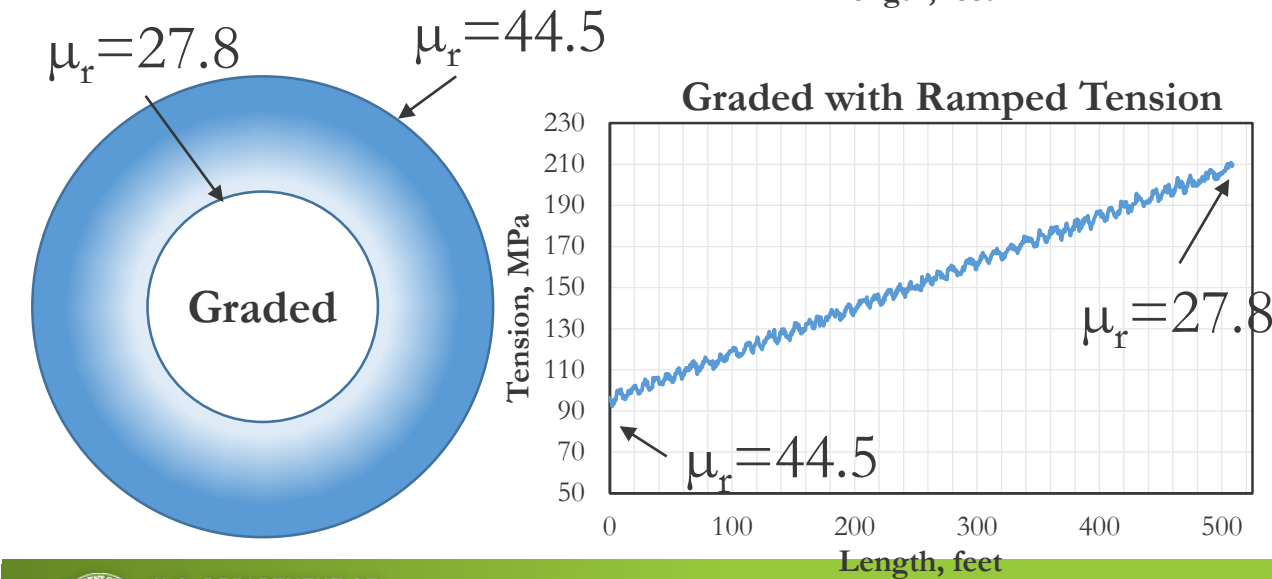 μr=27.8
μr=44.5
Graded
Graded with Ramped Tension
Tension, MPa
230
210
190
170
150
130
110
90
70
50
μr=27.8
μr=44.5
0 100 200 300 400 500
Length, feet